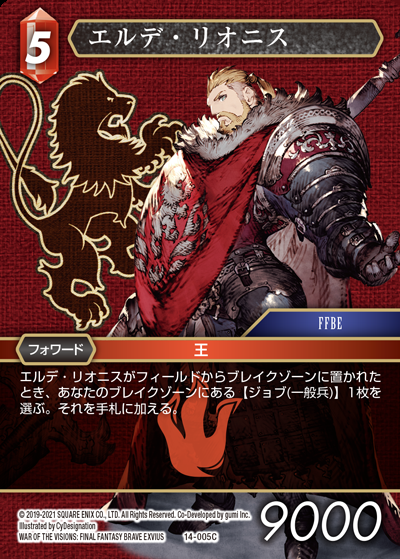 5
エルデ・リオニス
FFBE
フォワード
王
エルデ・リオニスがフィールドからブレイクゾーンに置かれた
とき、あなたのブレイクゾーンにある【ジョブ(一般兵)】1枚を
選ぶ。それを手札に加える。
© 2019-2021 SQUARE ENIX CO., LTD. All Rights Reserved. Co-Developed by gumi Inc.
Illustrated by CyDesignation
WAR OF THE VISIONS: FINAL FANTASY BRAVE EXVIUS
14-005C
9000